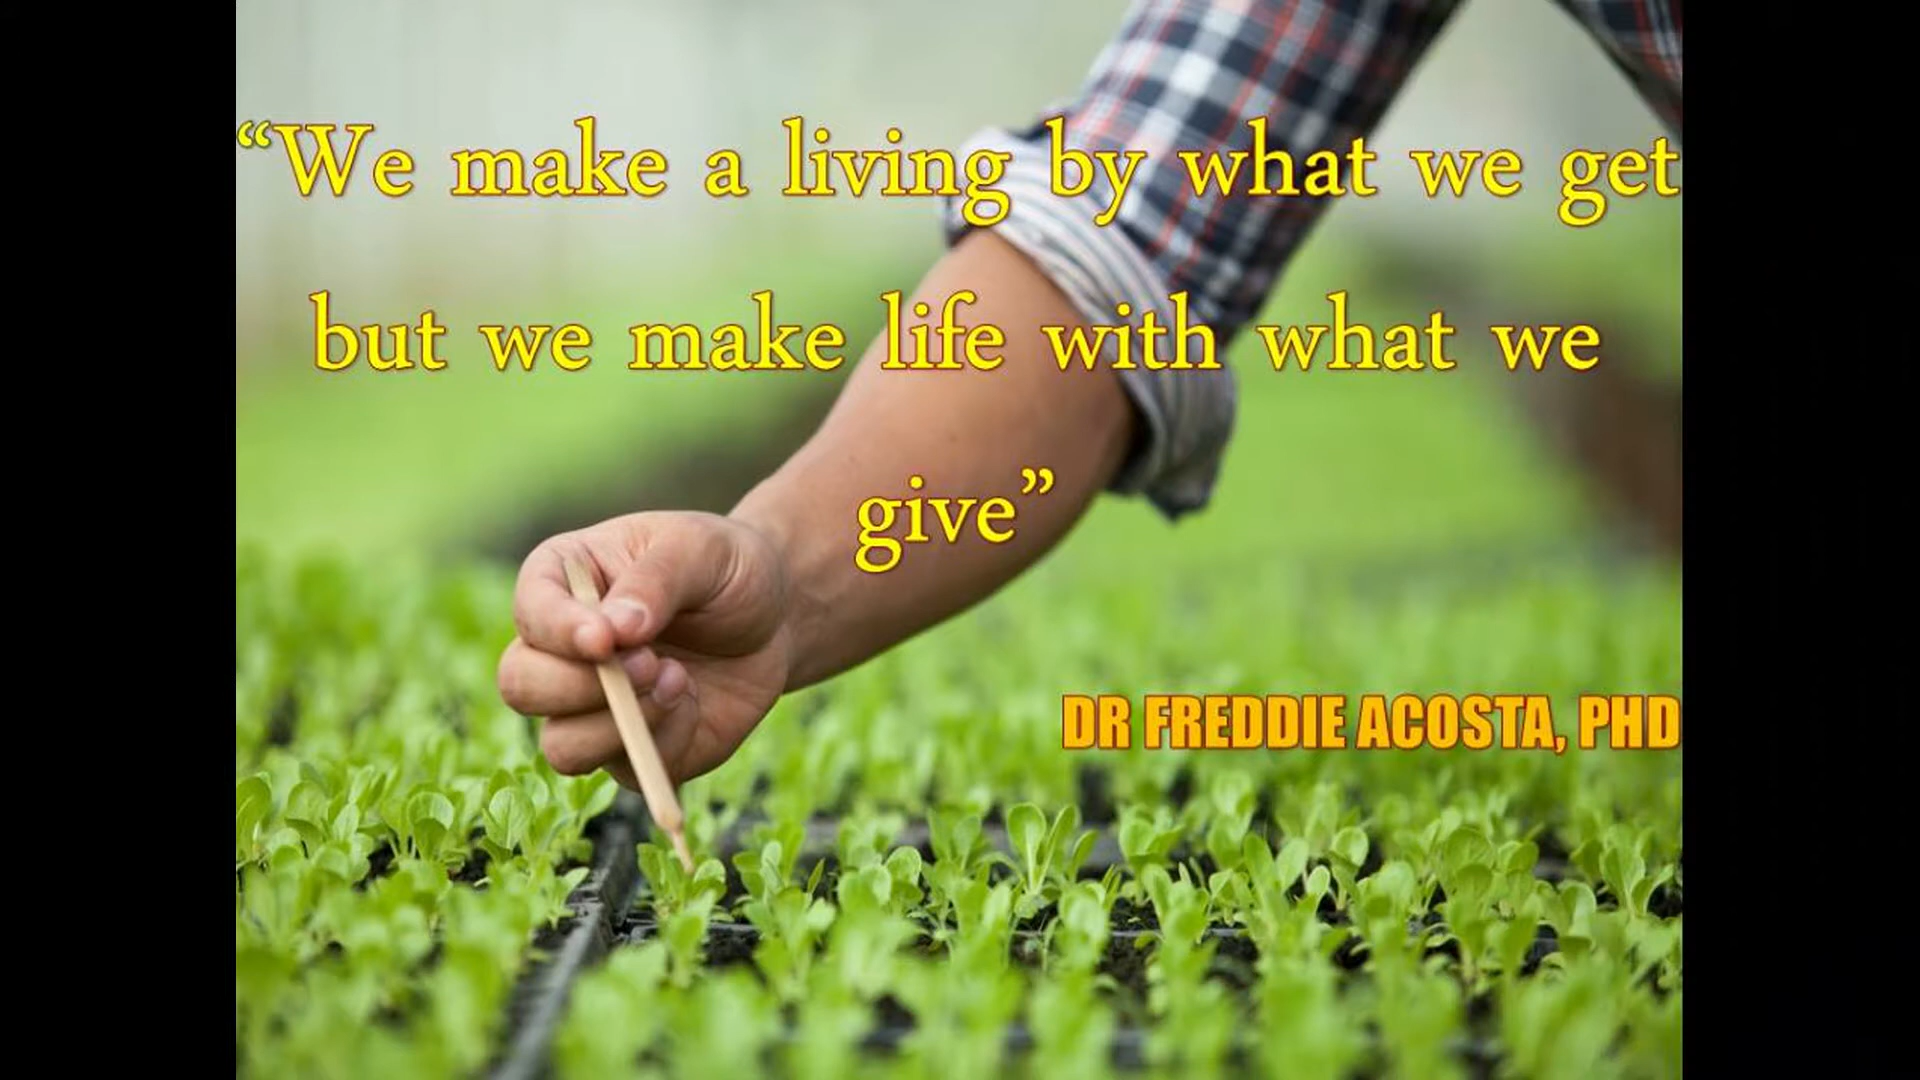 “We make a living by what we get
but we make life with what we
give”
DR FREDDIE ACOSTA, PHD